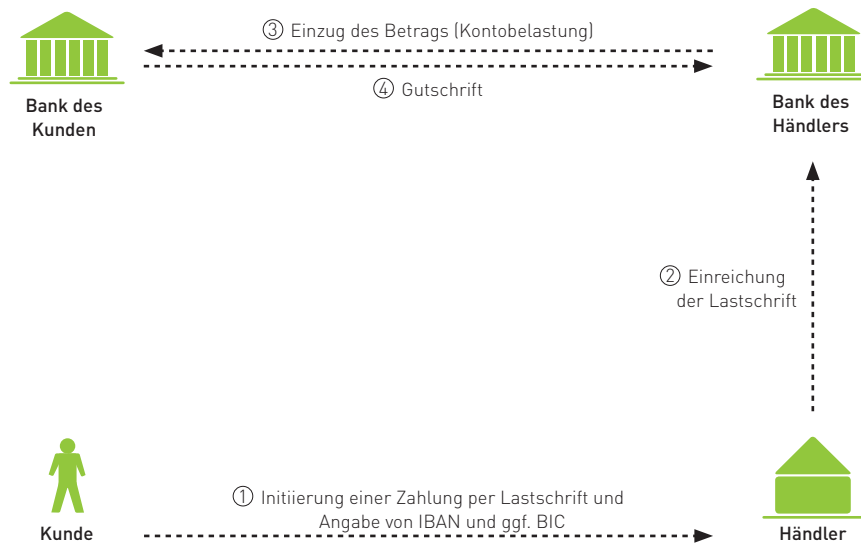 ③ Einzug des Betrags (Kontobelastung)
④ Gutschrift
Bank des
Kunden
Bank des
Händlers
② Einreichung
der Lastschrift
① Initiierung einer Zahlung per Lastschrift und
Angabe von IBAN und ggf. BIC
Kunde
Händler